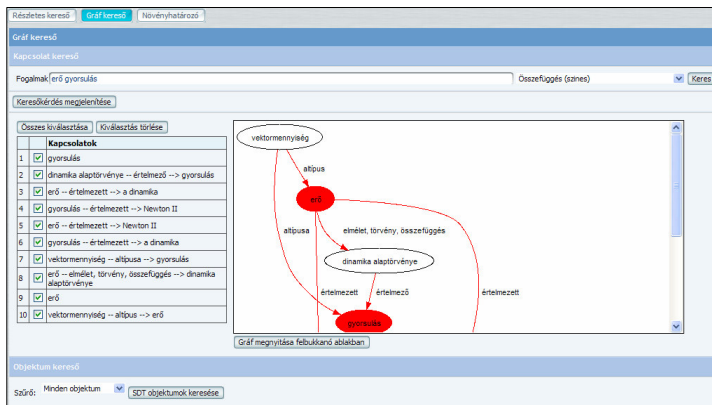 Részletes kereső Gráf kereső Növényhatározó
Gráf kereső
Kapcsolat kereső
Fogalmak erő gyorsulás Összefüggés (szines) Keres
Keresőkérdés megjelenítése
Összes kiválasztása Kiválasztás törlése
Kapcsolatok
1 gyorsulás
2 dinamika alaptörvénye -- értelmező --> gyorsulás
3 erő -- értelmezett --> a dinamika
4 gyorsulás -- értelmezett --> Newton II
5 erő -- értelmezett --> Newton II
6 gyorsulás -- értelmezett --> a dinamika
7 vektormennyiség -- altípusa --> gyorsulás
8 erő -- elmélet, törvény, összefüggés --> dinamika
alaptörvénye
9 erő
10 vektormennyiség -- altípus --> erő
vektormennyiség
altípus
erő
altípusa
elmélet, törvény, összefüggés
dinamika alaptörvénye
értelmezett
értelmező
értelmezett
gyorsulás
Gráf megnyitása felbukkanó ablakban
Objektum kereső
Szűrő: Minden objektum SDT objektumok keresése